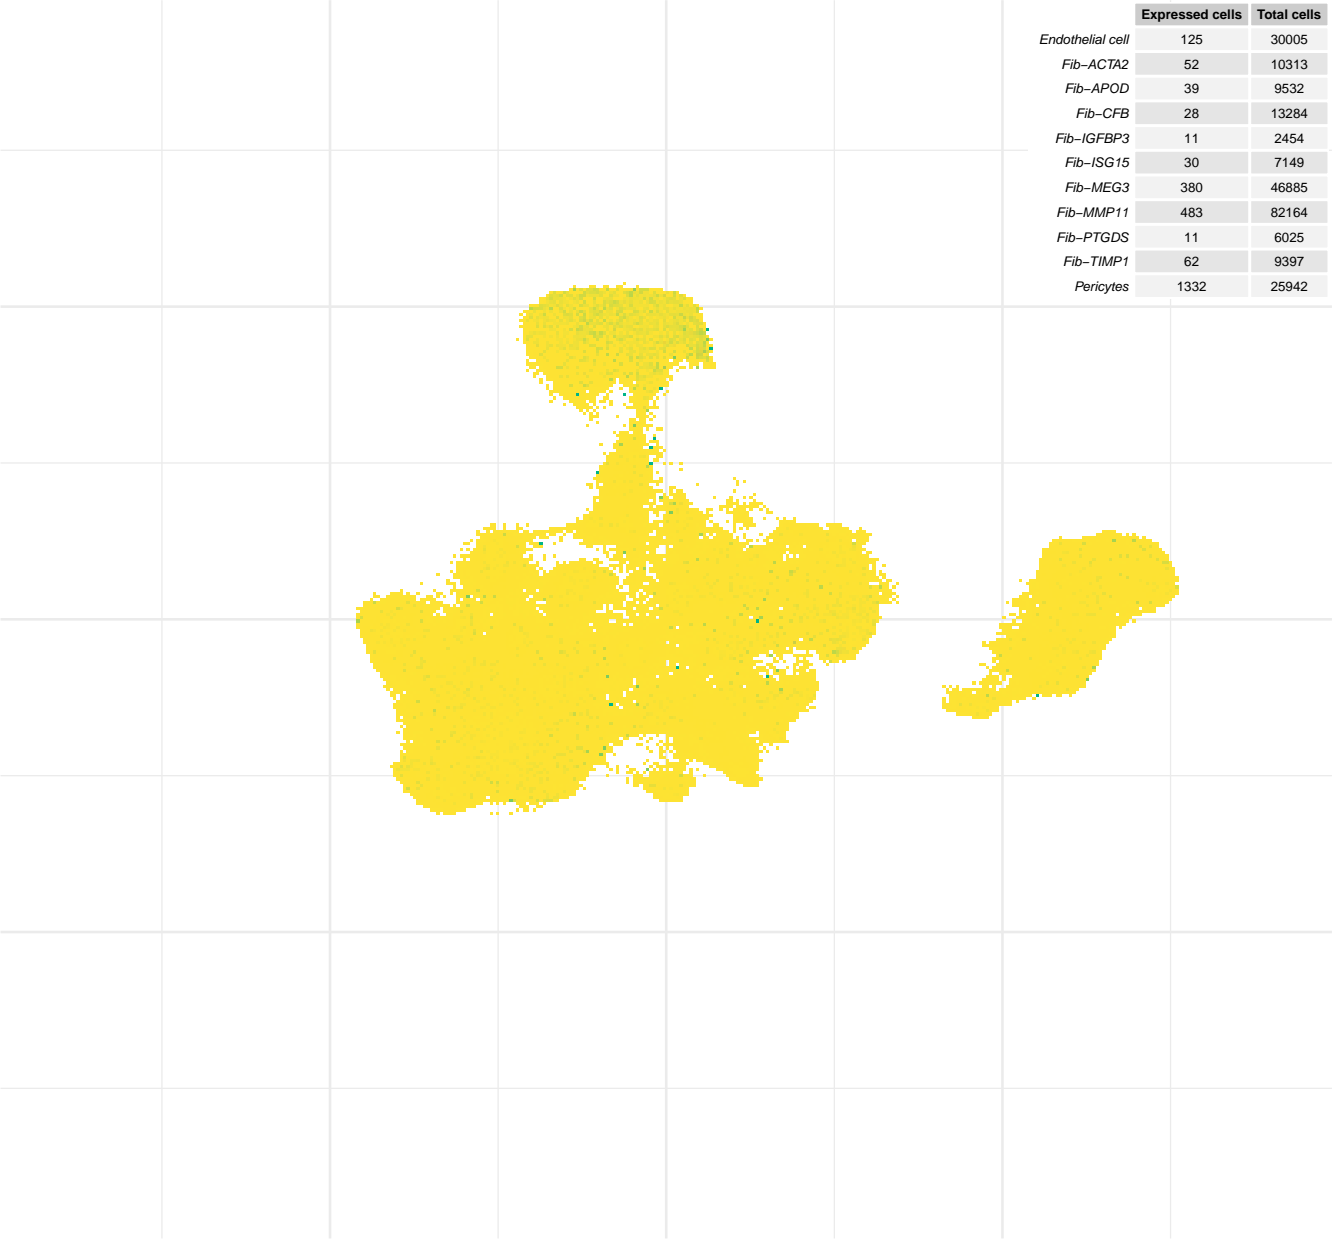 Expressed cells Total cells
Endothelial cell 125 30005
Fib−ACTA2 52 10313
Fib−APOD 39 9532
Fib−CFB 28 13284
Fib−IGFBP3 11 2454
Fib−ISG15 30 7149
Fib−MEG3 380 46885
Fib−MMP11 483 82164
Fib−PTGDS 11 6025
Fib−TIMP1 62 9397
Pericytes 1332 25942